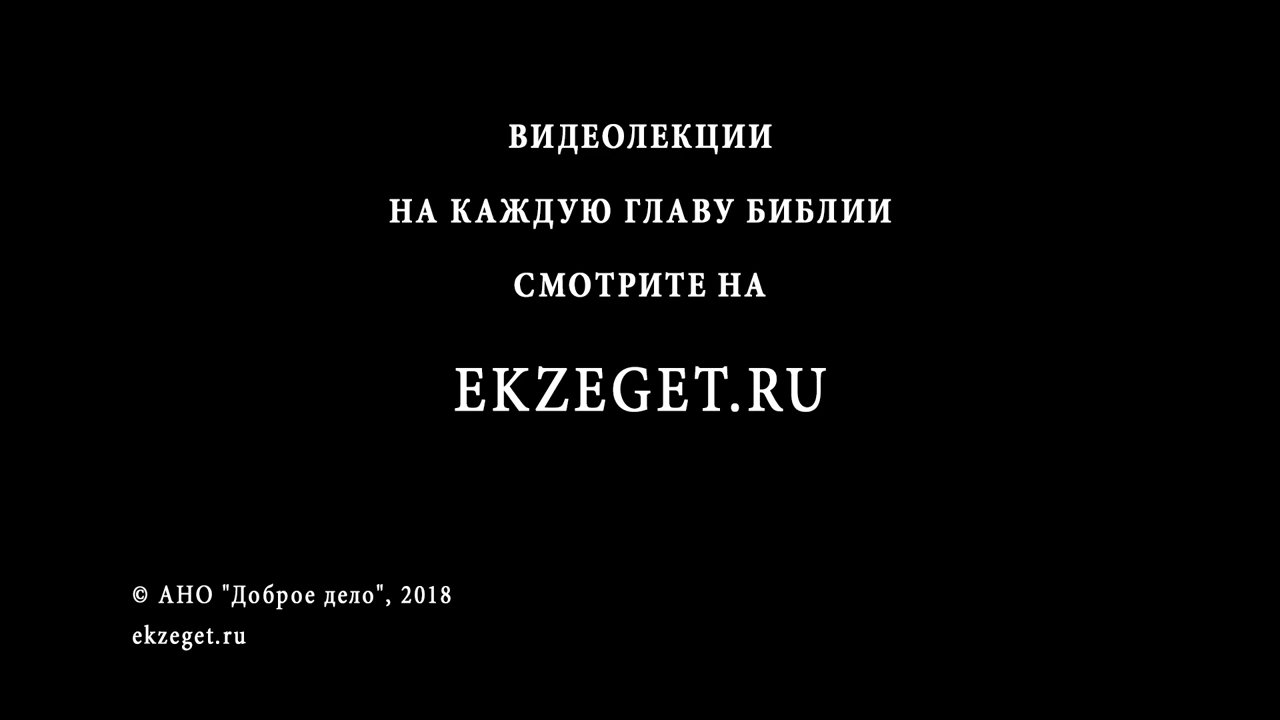 ВИДЕОЛЕКЦИИ
НА КАЖДУЮ ГЛАВУ БИБЛИИ
СМОТРИТЕ НА
EKZEGET.RU
© АНО "Доброе дело", 2018
ekzeget.ru